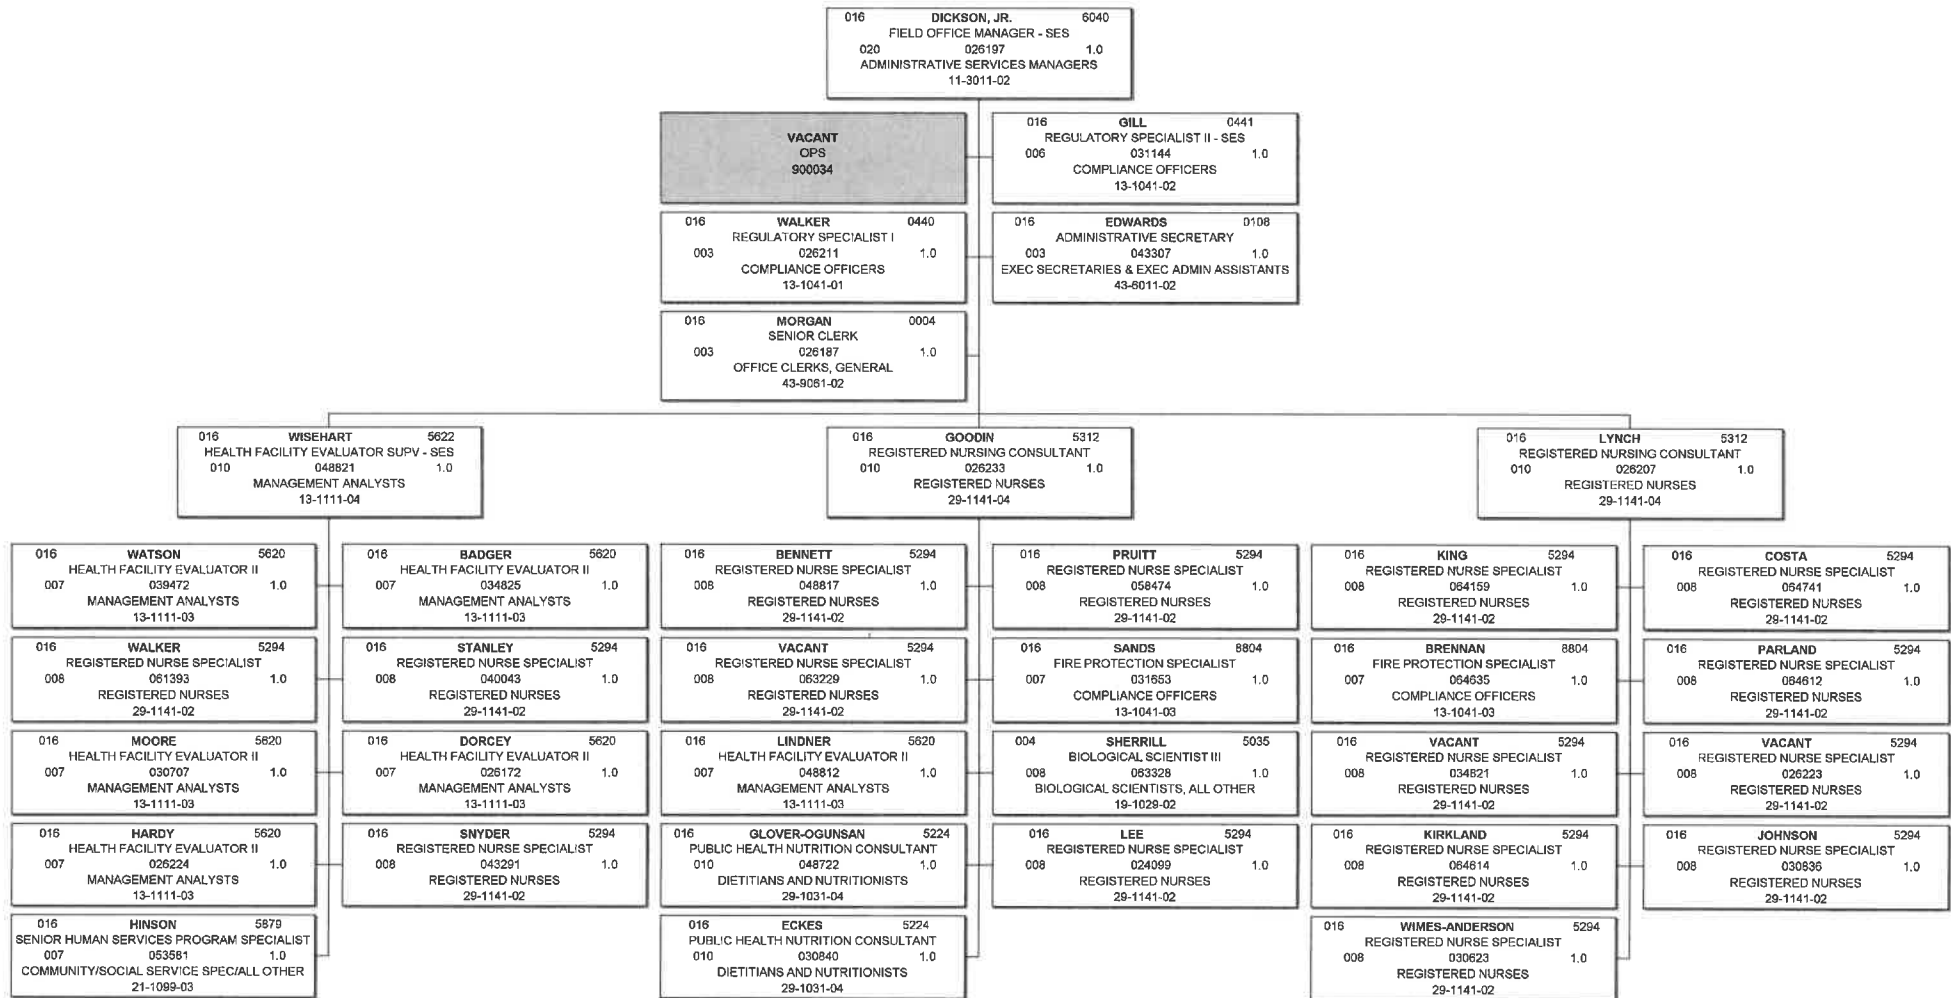 016 DICKSON, JR. 6040
FIELD OFFICE MANAGER - SES
020 026197 1.0
ADMINISTRATIVE SERVICES MANAGERS
11-3011-02
VACANT
OPS
900034
016 GILL 0441
REGULATORY SPECIALIST II - SES
006 031144 1.0
COMPLIANCE OFFICERS
13-1041-02
016 WALKER 0440
REGULATORY SPECIALIST I
003 026211 1.0
COMPLIANCE OFFICERS
13-1041-01
016 EDWARDS 0108
ADMINISTRATIVE SECRETARY
003 043307 1.0
EXEC SECRETARIES & EXEC ADMIN ASSISTANTS
43-6011-02
016 MORGAN 0004
SENIOR CLERK
003 026187 1.0
OFFICE CLERKS, GENERAL
43-9061-02
016 WISEHART 5622
HEALTH FACILITY EVALUATOR SUPV - SES
010 048821 1.0
MANAGEMENT ANALYSTS
13-1111-04
016 GOODIN 5312
REGISTERED NURSING CONSULTANT
010 026233 1.0
REGISTERED NURSES
29-1141-04
016 LYNCH 5312
REGISTERED NURSING CONSULTANT
010 026207 1.0
REGISTERED NURSES
29-1141-04
016 WATSON 5620
HEALTH FACILITY EVALUATOR II
007 039472 1.0
MANAGEMENT ANALYSTS
13-1111-03
016 BADGER 5620
HEALTH FACILITY EVALUATOR II
007 034825 1.0
MANAGEMENT ANALYSTS
13-1111-03
016 BENNETT 5294
REGISTERED NURSE SPECIALIST
008 048817 1.0
REGISTERED NURSES
29-1141-02
016 PRUITT 5294
REGISTERED NURSE SPECIALIST
008 058474 1.0
REGISTERED NURSES
29-1141-02
016 KING 5294
REGISTERED NURSE SPECIALIST
008 064159 1.0
REGISTERED NURSES
29-1141-02
016 COSTA 5294
REGISTERED NURSE SPECIALIST
008 054741 1.0
REGISTERED NURSES
29-1141-02
016 WALKER 5294
REGISTERED NURSE SPECIALIST
008 061393 1.0
REGISTERED NURSES
29-1141-02
016 STANLEY 5294
REGISTERED NURSE SPECIALIST
008 040043 1.0
REGISTERED NURSES
29-1141-02
016 VACANT 5294
REGISTERED NURSE SPECIALIST
008 063229 1.0
REGISTERED NURSES
29-1141-02
016 SANDS 8804
FIRE PROTECTION SPECIALIST
007 031653 1.0
COMPLIANCE OFFICERS
13-1041-03
016 BRENNAN 8804
FIRE PROTECTION SPECIALIST
007 064635 1.0
COMPLIANCE OFFICERS
13-1041-03
016 PARLAND 5294
REGISTERED NURSE SPECIALIST
008 064612 1.0
REGISTERED NURSES
29-1141-02
016 MOORE 5620
HEALTH FACILITY EVALUATOR II
007 030707 1.0
MANAGEMENT ANALYSTS
13-1111-03
016 DORCEY 5620
HEALTH FACILITY EVALUATOR II
007 026172 1.0
MANAGEMENT ANALYSTS
13-1111-03
016 LINDNER 5620
HEALTH FACILITY EVALUATOR II
007 048812 1.0
MANAGEMENT ANALYSTS
13-1111-03
004 SHERRILL 5035
BIOLOGICAL SCIENTIST III
008 063328 1.0
BIOLOGICAL SCIENTISTS, ALL OTHER
19-1029-02
016 VACANT 5294
REGISTERED NURSE SPECIALIST
008 034821 1.0
REGISTERED NURSES
29-1141-02
016 VACANT 5294
REGISTERED NURSE SPECIALIST
008 026223 1.0
REGISTERED NURSES
29-1141-02
016 HARDY 5620
HEALTH FACILITY EVALUATOR II
007 026224 1.0
MANAGEMENT ANALYSTS
13-1111-03
016 SNYDER 5294
REGISTERED NURSE SPECIALIST
008 043291 1.0
REGISTERED NURSES
29-1141-02
016 GLOVER-OGUNSAN 5224
PUBLIC HEALTH NUTRITION CONSULTANT
010 048722 1.0
DIETITIANS AND NUTRITIONISTS
29-1031-04
016 LEE 5294
REGISTERED NURSE SPECIALIST
008 024099 1.0
REGISTERED NURSES
29-1141-02
016 KIRKLAND 5294
REGISTERED NURSE SPECIALIST
008 064614 1.0
REGISTERED NURSES
29-1141-02
016 JOHNSON 5294
REGISTERED NURSE SPECIALIST
008 030836 1.0
REGISTERED NURSES
29-1141-02
016 HINSON 5879
SENIOR HUMAN SERVICES PROGRAM SPECIALIST
007 053581 1.0
COMMUNITY/SOCIAL SERVICE SPEC/ALL OTHER
21-1099-03
016 ECKES 5224
PUBLIC HEALTH NUTRITION CONSULTANT
010 030840 1.0
DIETITIANS AND NUTRITIONISTS
29-1031-04
016 WIMES-ANDERSON 5294
REGISTERED NURSE SPECIALIST
008 030623 1.0
REGISTERED NURSES
29-1141-02